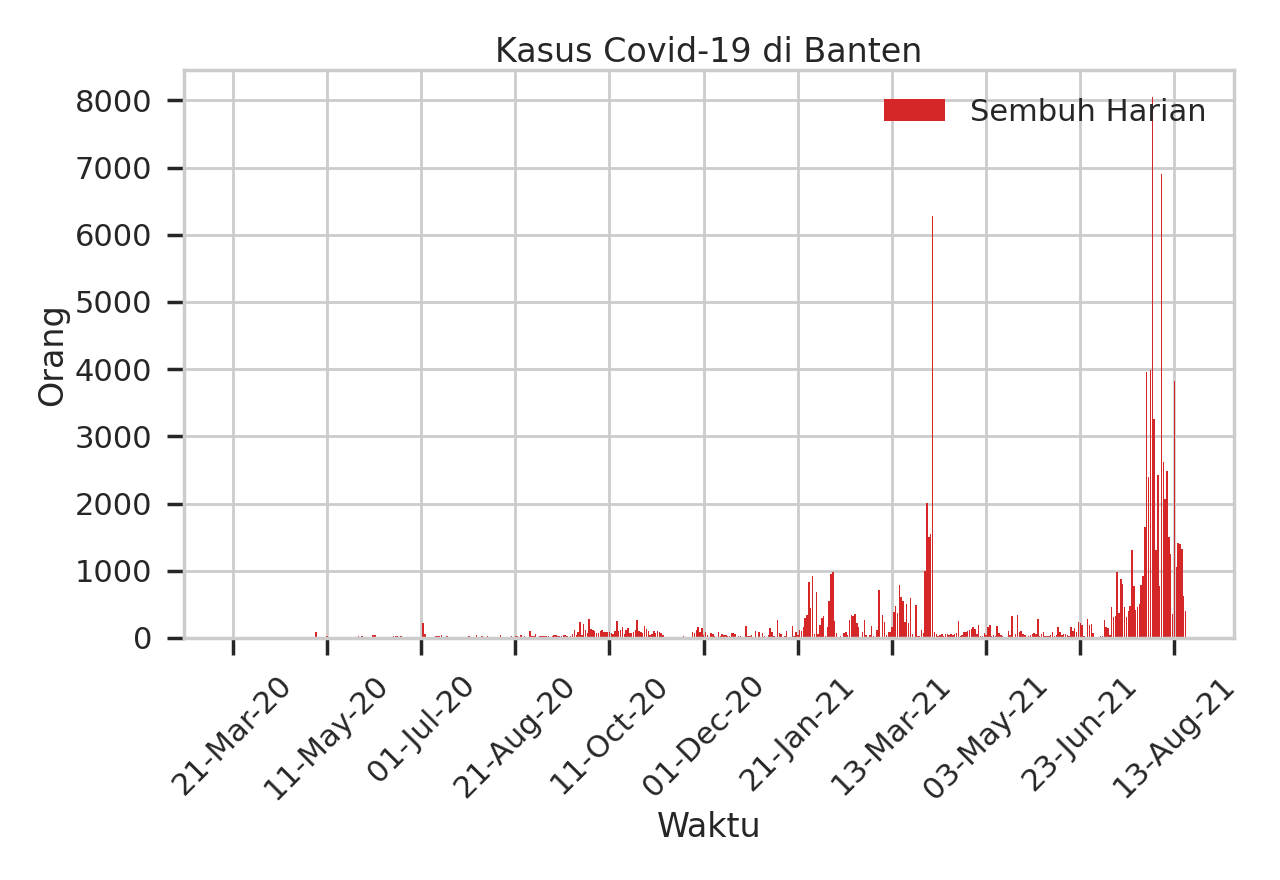 Kasus Covid-19 di Banten
Sembuh Harian
Orang
8000
7000
6000
5000
4000
3000
2000
1000
0
21-Mar-20
11-May-20
01-Jul-20
21-Aug-20
11-Oct-20
01-Dec-20
21-Jan-21
13-Mar-21
03-May-21
23-Jun-21
13-Aug-21
Waktu